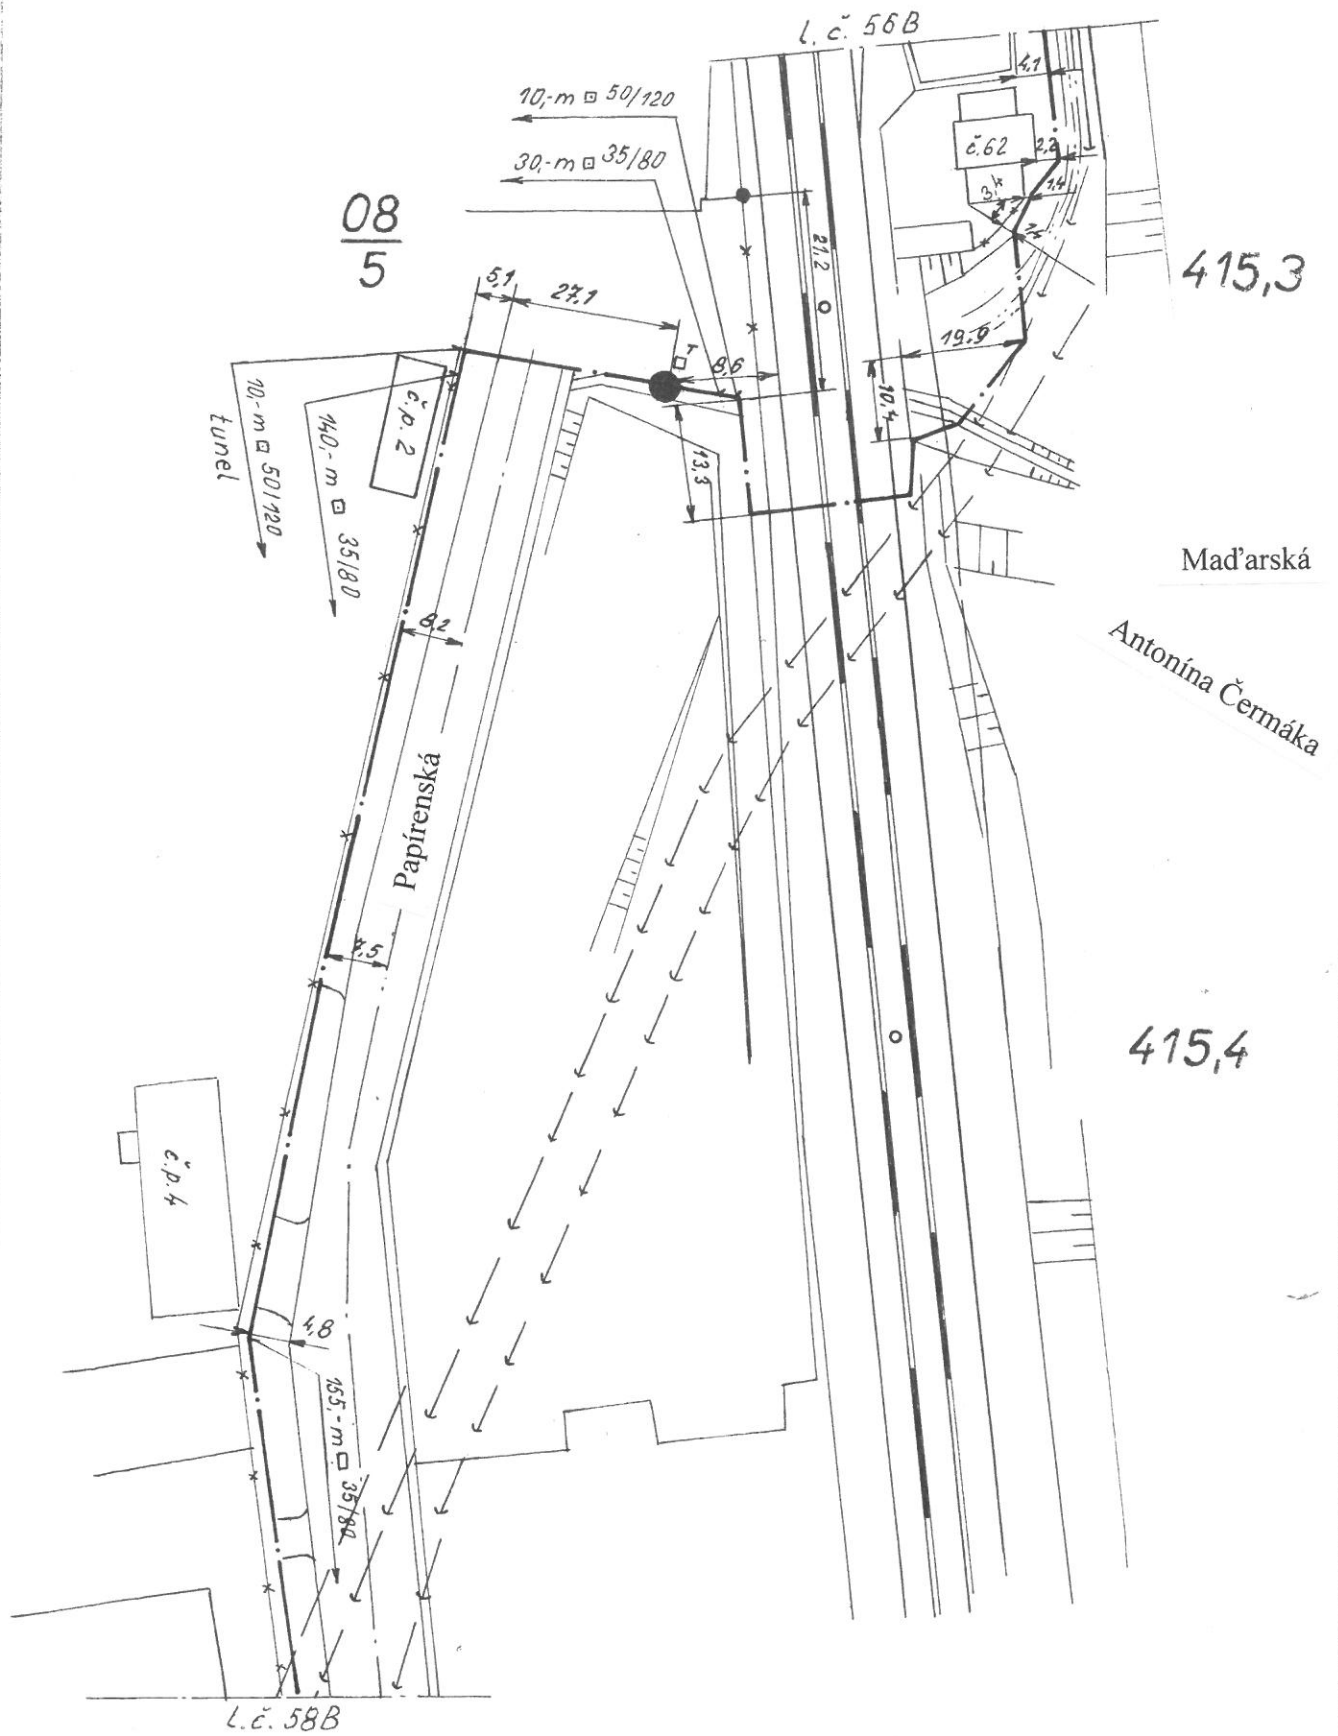 l. č. 56B
4,1
10,-m 50/120
č.62
2,2
30,-m 35/80
3,4
1,4
08
5
21,2
415,3
5,1
27,1
T
8,6
19,9
10,4
č.p. 2
10,-m 50/120
tunel
140,-m 35/80
13,3
Maďarská
8,2
Antonína Čermáka
Papírenská
7,5
415,4
č.p. 4
4,8
155,-m 35/80
l.č. 58B